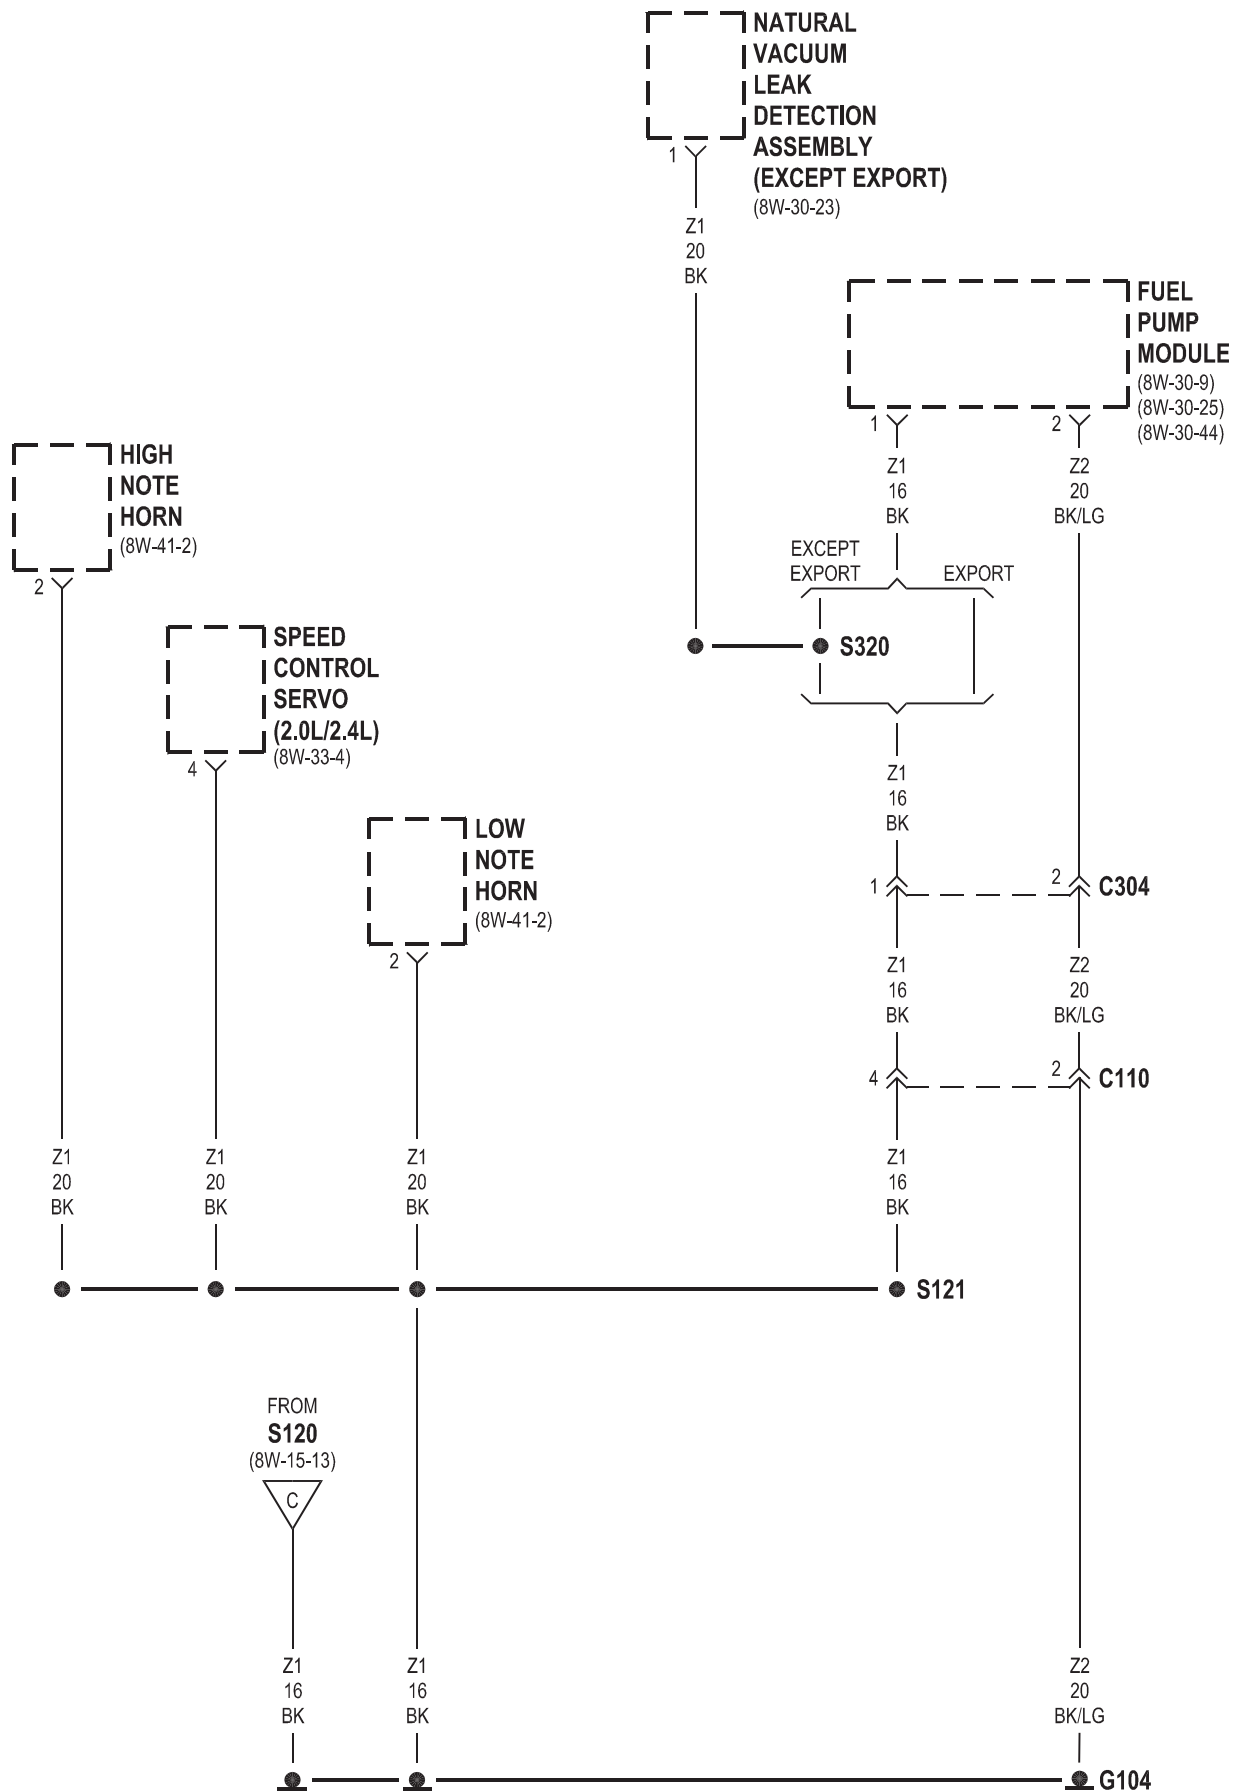 NATURAL
VACUUM
LEAK
DETECTION
ASSEMBLY
(EXCEPT EXPORT)
(8W-30-23)
1
Z1
20
BK
FUEL
PUMP
MODULE
(8W-30-9)
(8W-30-25)
(8W-30-44)
1
2
Z1
16
BK
Z2
20
BK/LG
HIGH
NOTE
HORN
(8W-41-2)
2
EXCEPT
EXPORT
EXPORT
S320
SPEED
CONTROL
SERVO
(2.0L/2.4L)
(8W-33-4)
4
Z1
16
BK
LOW
NOTE
HORN
(8W-41-2)
2
1
2
C304
Z1
16
BK
Z2
20
BK/LG
4
2
C110
Z1
20
BK
Z1
20
BK
Z1
20
BK
Z1
16
BK
S121
FROM
S120
(8W-15-13)
C
Z1
16
BK
Z1
16
BK
Z2
20
BK/LG
G104